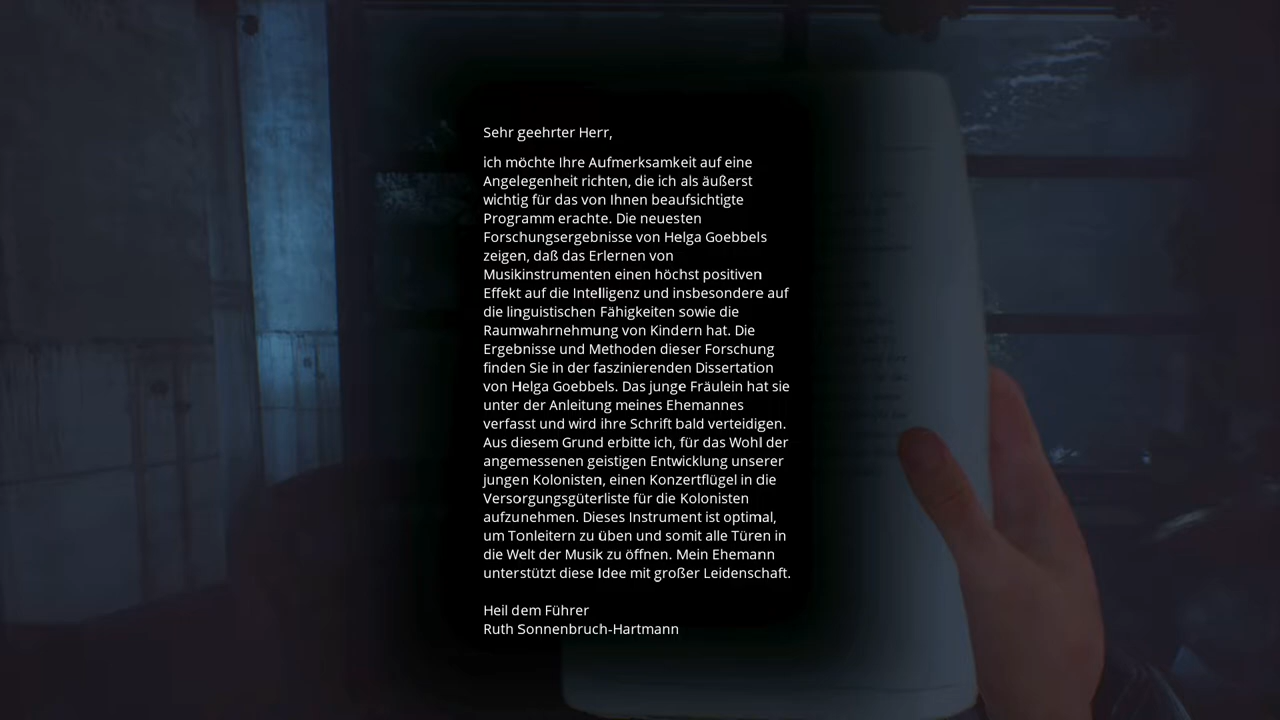 Sehr geehrter Herr,
ich möchte Ihre Aufmerksamkeit auf eine
Angelegenheit richten, die ich als äußerst
wichtig für das von Ihnen beaufsichtigte
Programm erachte. Die neuesten
Forschungsergebnisse von Helga Goebbels
zeigen, daß das Erlernen von
Musikinstrumenten einen höchst positiven
Effekt auf die Intelligenz und insbesondere auf
die linguistischen Fähigkeiten sowie die
Raumwahrnehmung von Kindern hat. Die
Ergebnisse und Methoden dieser Forschung
finden Sie in der faszinierenden Dissertation
von Helga Goebbels. Das junge Fräulein hat sie
unter der Anleitung meines Ehemannes
verfasst und wird ihre Schrift bald verteidigen.
Aus diesem Grund erbitte ich, für das Wohl der
angemessenen geistigen Entwicklung unserer
jungen Kolonisten, einen Konzertflügel in die
Versorgungsgüterliste für die Kolonisten
aufzunehmen. Dieses Instrument ist optimal,
um Tonleitern zu üben und somit alle Türen in
die Welt der Musik zu öffnen. Mein Ehemann
unterstützt diese Idee mit großer Leidenschaft.
Heil dem Führer
Ruth Sonnenbruch-Hartmann